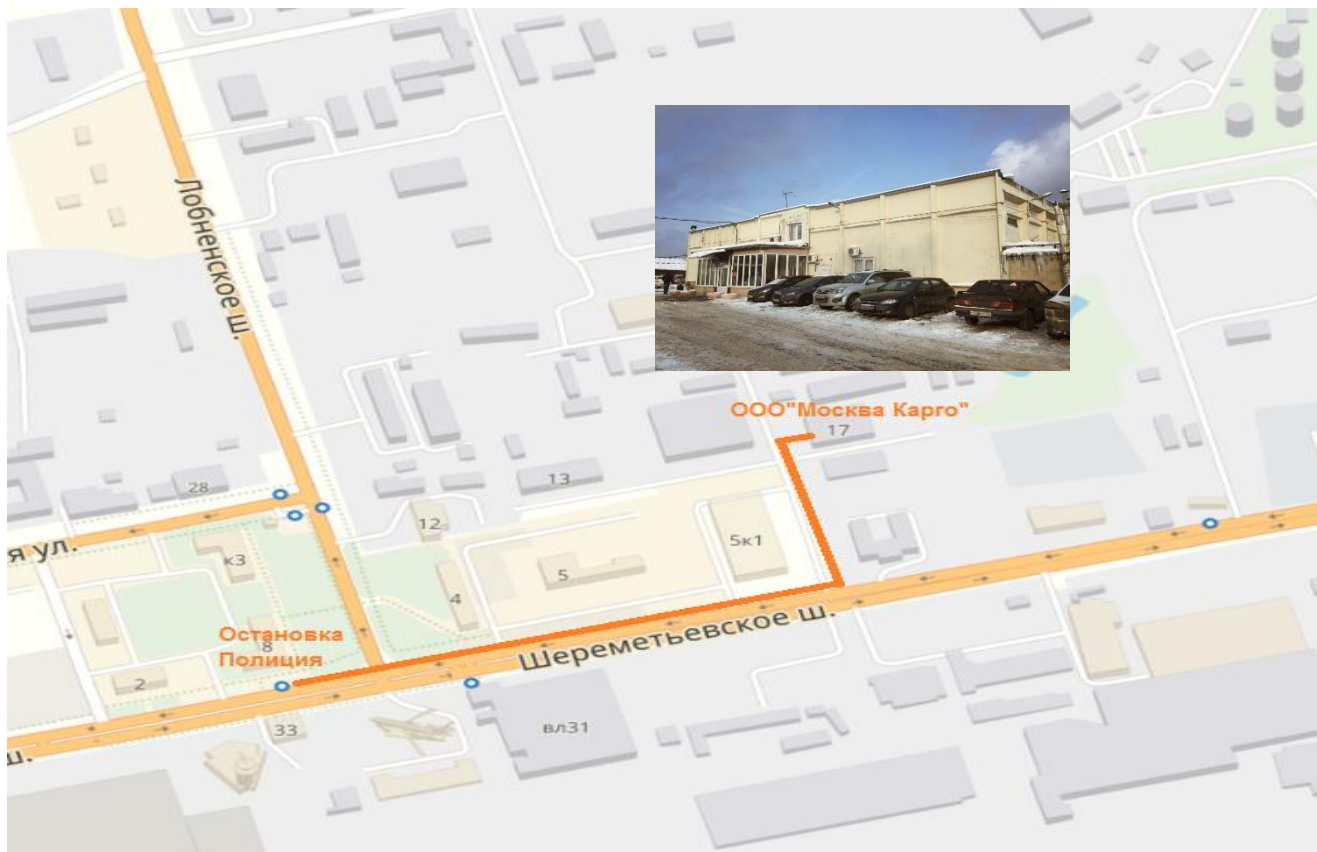 Лобненское ш.
ООО"Москва Карго"
17
28
13
12
5к1
я ул.
к3
5
4
Остановка
Полиция
8
Шереметьевское ш.
2
33
вл31
ш.